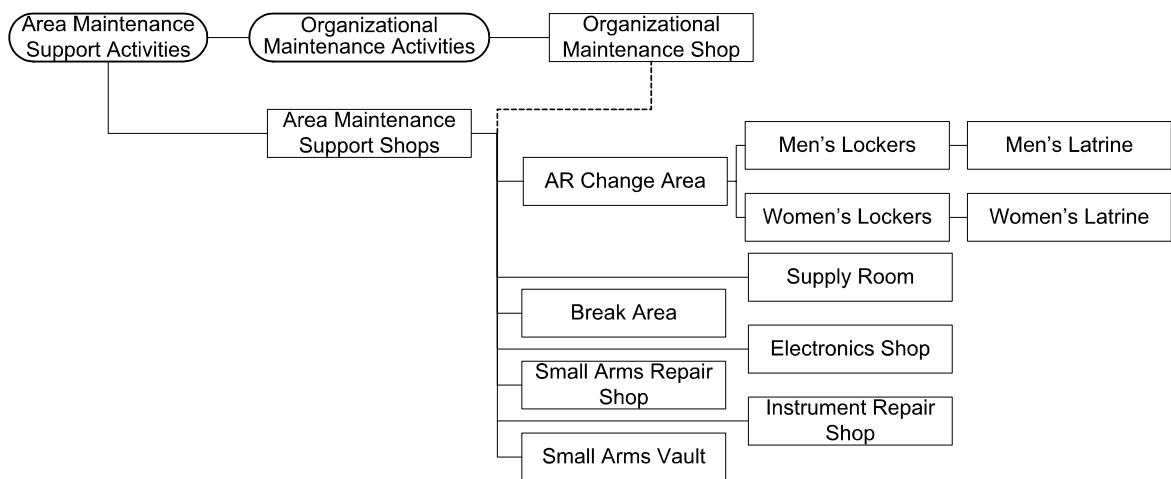 Area Maintenance
Support Activities
Organizational
Maintenance Activities
Organizational
Maintenance Shop
Area Maintenance
Support Shops
AR Change Area
Men’s Lockers
Men’s Latrine
Women’s Lockers
Women’s Latrine
Supply Room
Break Area
Electronics Shop
Small Arms Repair
Shop
Instrument Repair
Shop
Small Arms Vault